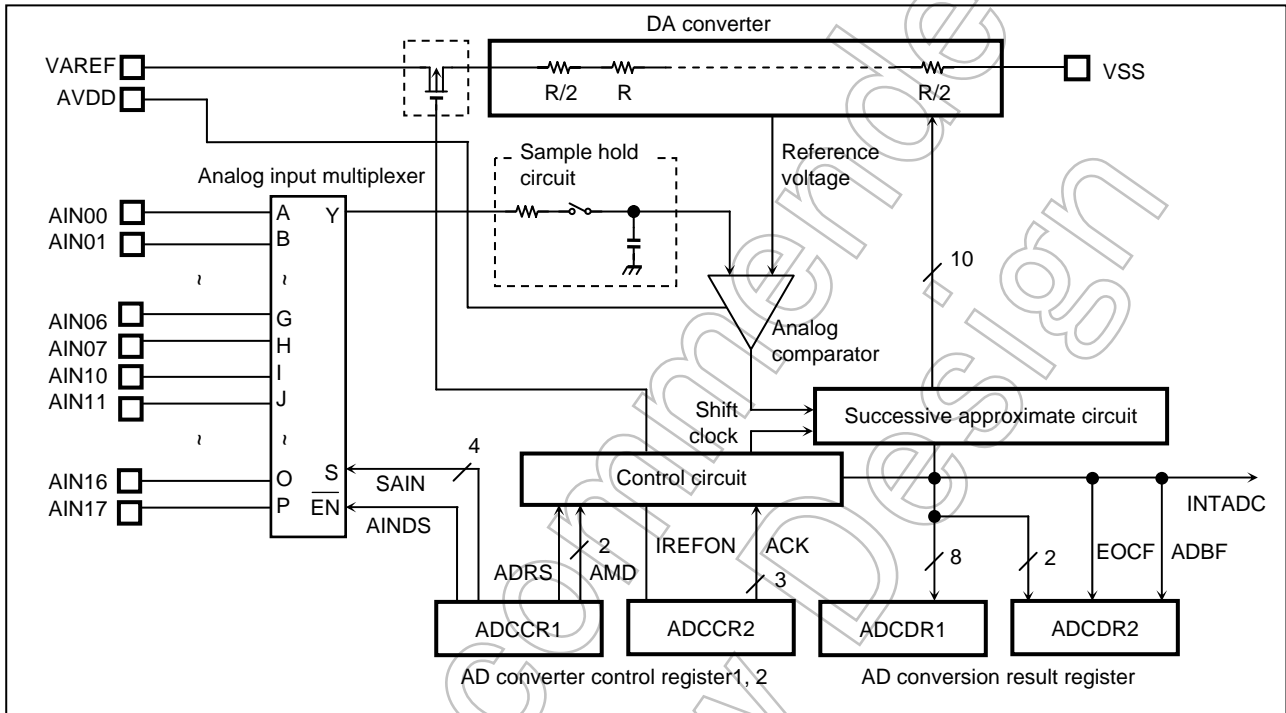 DA converter
VAREF
AVDD
R/2
R
R/2
VSS
Sample hold
circuit
Reference
voltage
Analog input multiplexer
AIN00
AIN01
~
AIN06
AIN07
AIN10
AIN11
~
AIN16
AIN17
A
B
~
G
H
I
J
~
O
P
Y
S
EN
10
Analog
comparator
Shift
clock
Successive approximate circuit
4
SAIN
AINDS
Control circuit
INTADC
ADRS
2
AMD
IREFON
ACK
3
8
2
EOCF
ADBF
ADCCR1
ADCCR2
ADCDR1
ADCDR2
AD converter control register1, 2
AD conversion result register
commende
Design